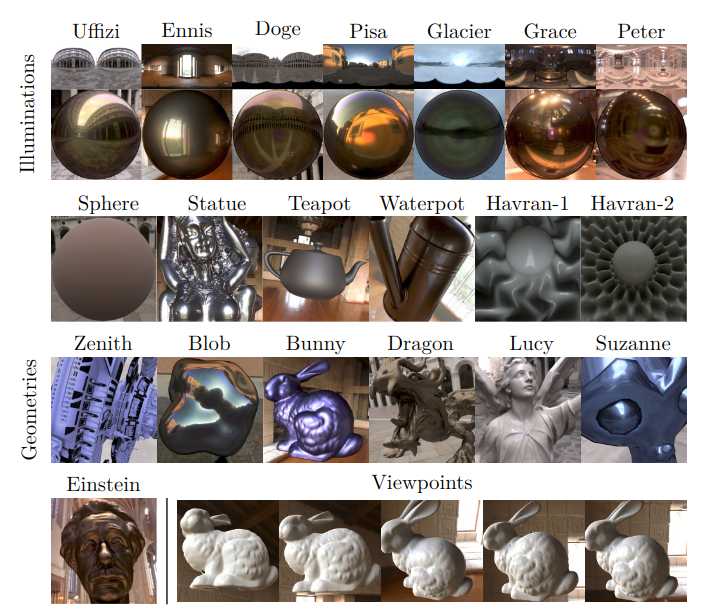 Uffizi Ennis Doge Pisa Glacier Grace Peter
Illuminations
Sphere Statue Teapot Waterpot Havran-1 Havran-2
Geometries
Zenith Blob Bunny Dragon Lucy Suzanne
Einstein Viewpoints